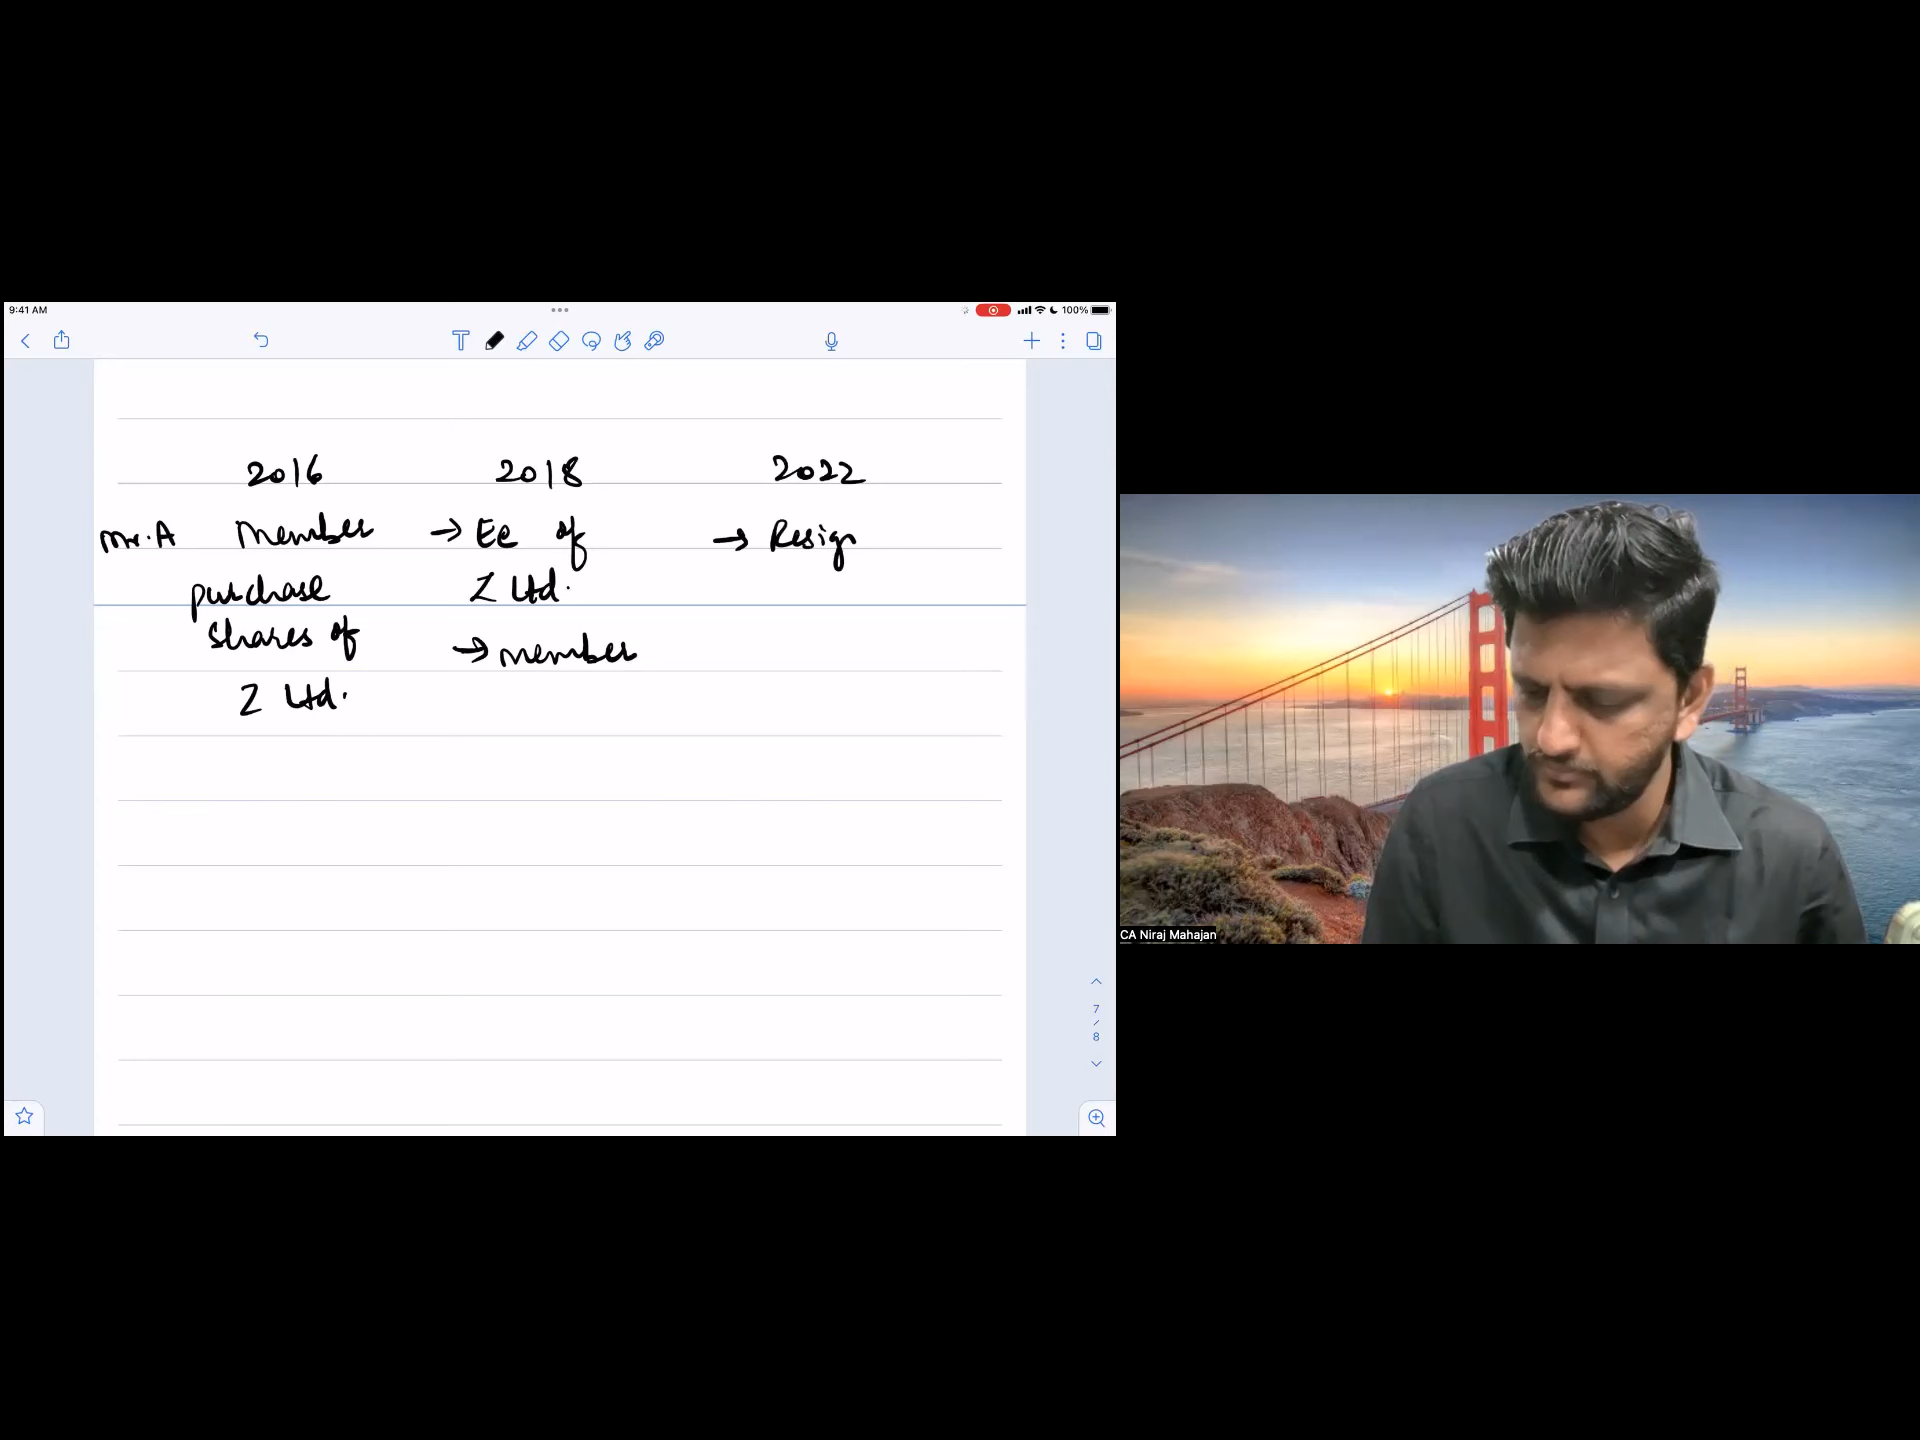 9:41 AM
100%
2016 2018 2022
Mr. A Member → Ee of → Resign
purchase Z Ltd.
shares of → member
Z Ltd.
CA Niraj Mahajan
7
/
8